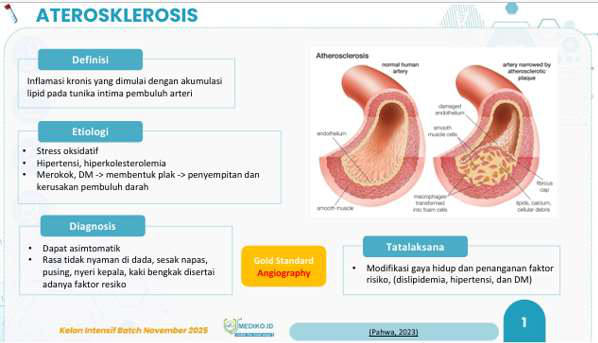 ATEROSKLEROSIS
Definisi
Inflamasi kronis yang dimulai dengan akumulasi
lipid pada tunika intima pembuluh arteri
Etiologi
• Stress oksidatif
• Hipertensi, hiperkolesterolemia
• Merokok, DM -> membentuk plak -> penyempitan dan
kerusakan pembuluh darah
Diagnosis
• Dapat asimtomatik
• Rasa tidak nyaman di dada, sesak napas,
pusing, nyeri kepala, kaki bengkak disertai
adanya faktor resiko
Atherosclerosis
normal human
artery
artery narrowed by
atherosclerotic
plaque
endothelium
smooth muscle
damaged
endothelium
smooth
muscle cells
macrophages
transformed
into foam cells
fibrous
cap
lipids, calcium,
cellular debris
Gold Standard
Angiography
Tatalaksana
• Modifikasi gaya hidup dan penanganan faktor
risiko, (dislipidemia, hipertensi, dan DM)
Kelan Intensif Batch November 2025
MEDIKO.ID
(Pahwa, 2023)
1